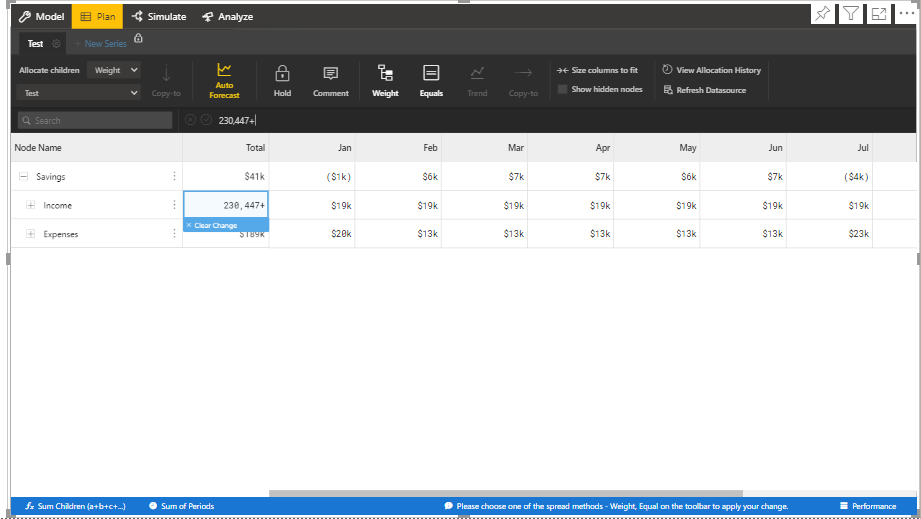 Model Plan Simulate Analyze
Test + New Series
Allocate children Weight
Test
Copy-to
Auto Forecast
Hold
Comment
Weight
Equals
Trend
Copy-to
Size columns to fit
Show hidden nodes
View Allocation History
Refresh Datasource
Search 230,447+
Node Name Total Jan Feb Mar Apr May Jun Jul
Savings $41k ($1k) $6k $7k $7k $6k $7k ($4k)
Income 230,447+ $19k $19k $19k $19k $19k $19k $19k
× Clear Change
Expenses $189k $20k $13k $13k $13k $13k $13k $23k
fx Sum Children (a+b+c+...) Sum of Periods Please choose one of the spread methods - Weight, Equal on the toolbar to apply your change. Performance